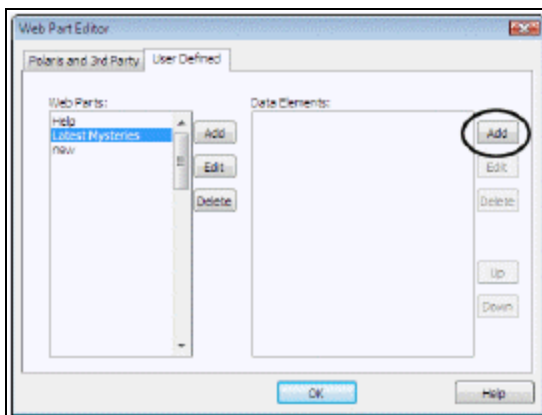 Web Part Editor
Polaris and 3rd Party
User Defined
Web Parts:
Data Elements:
Help
Latest Mysteries
new
Add
Edit
Delete
Add
Edit
Delete
Up
Down
OK
Help